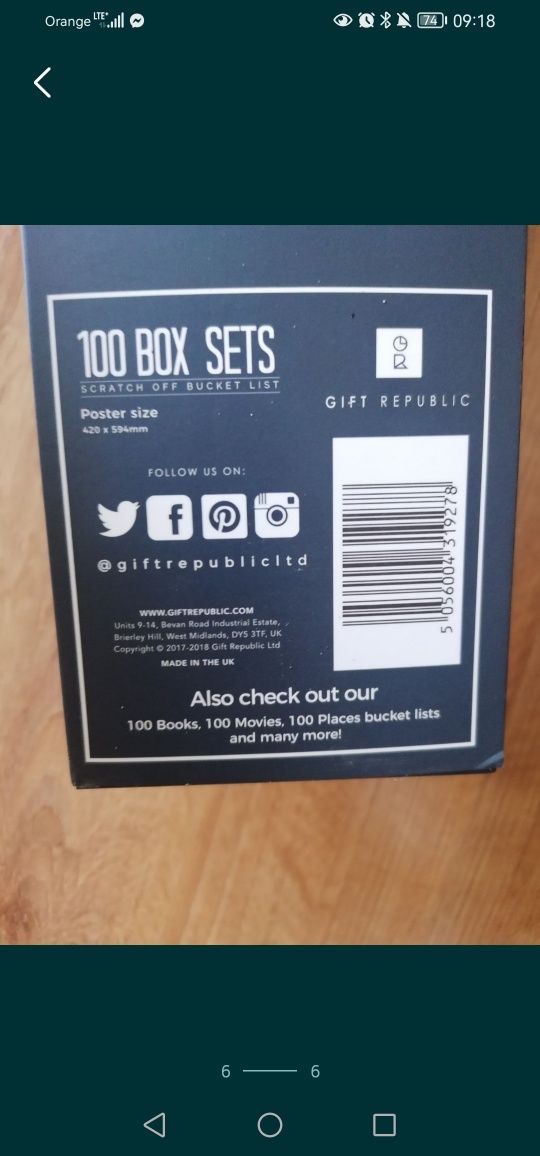 Orange LTE+ 74 09:18
100 BOX SETS
SCRATCH OFF BUCKET LIST
Poster size
420 x 594mm
GIFT REPUBLIC
FOLLOW US ON:
@giftrepublicltd
WWW.GIFTREPUBLIC.COM
Units 9-14, Bevan Road Industrial Estate,
Brierley Hill, West Midlands, DY5 3TF, UK
Copyright © 2017-2018 Gift Republic Ltd
MADE IN THE UK
5 056004 319278
Also check out our
100 Books, 100 Movies, 100 Places bucket lists
and many more!
6 6